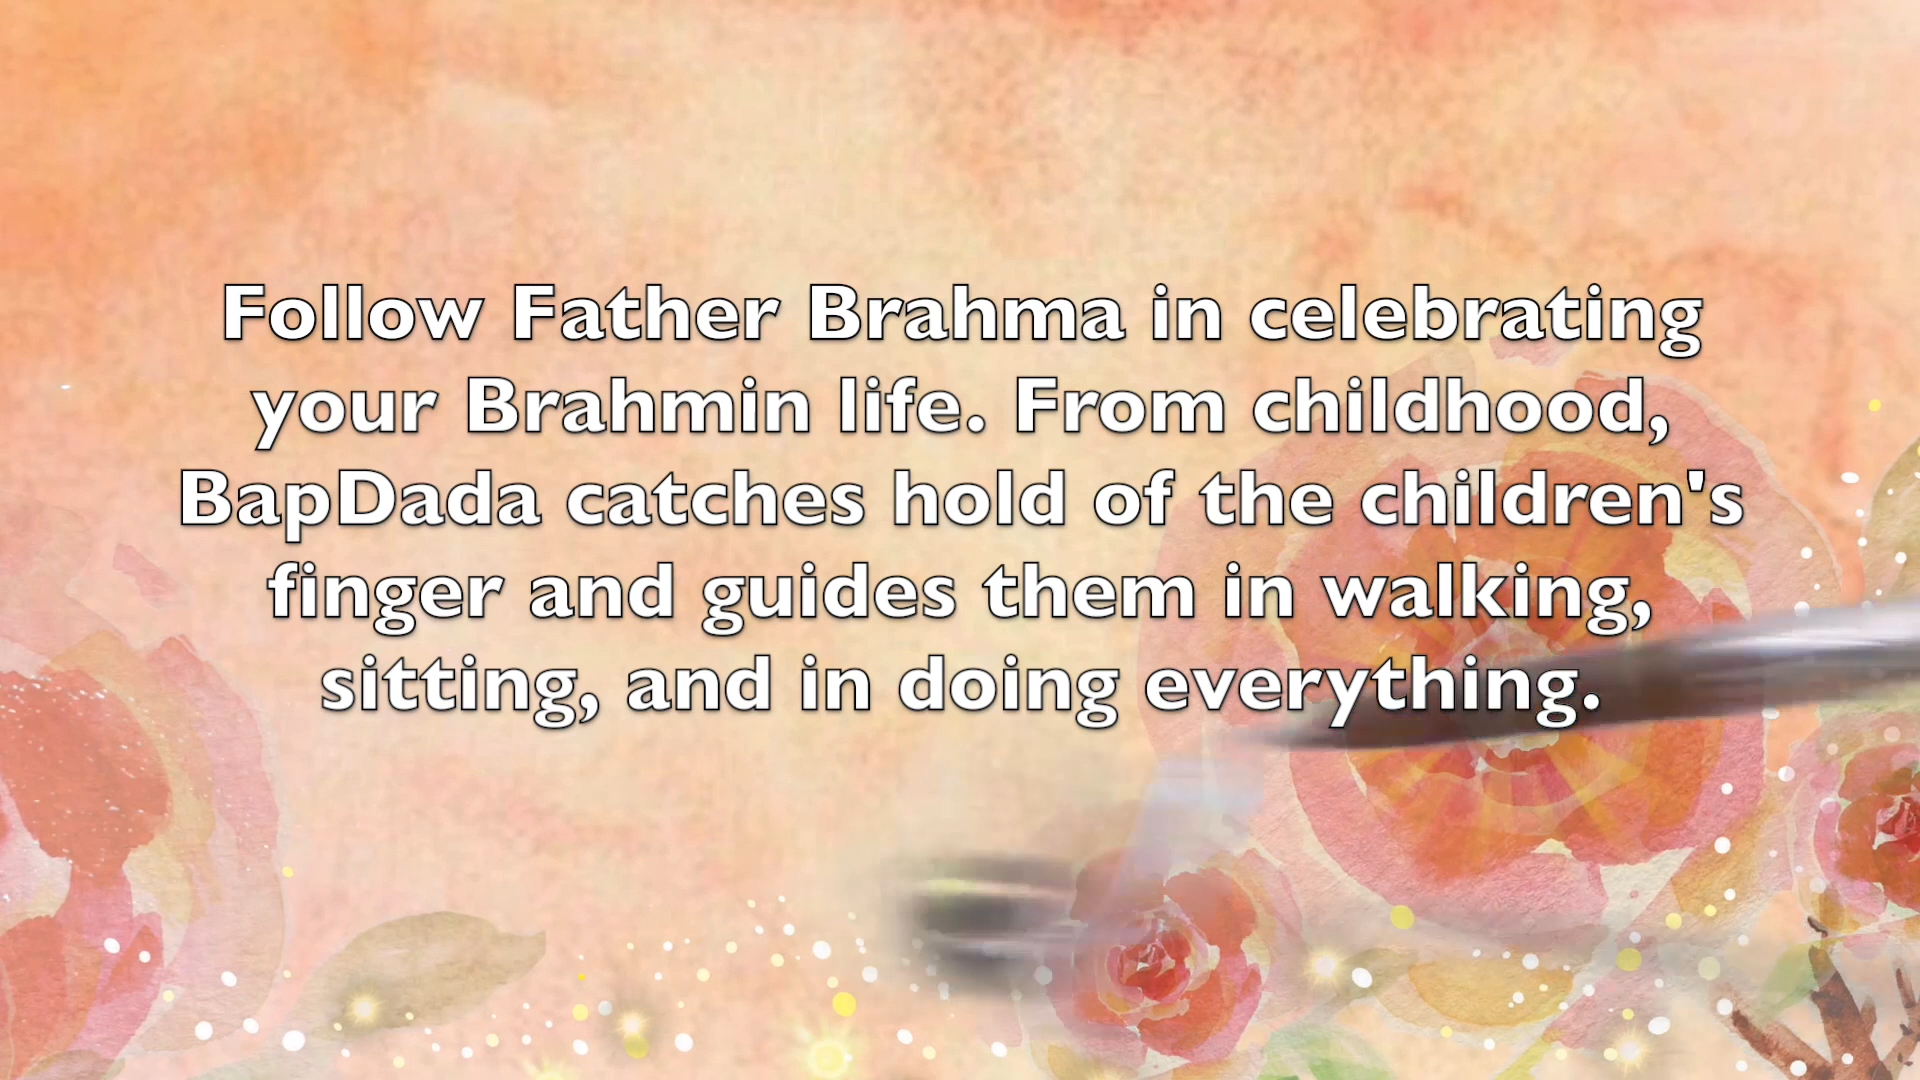 Follow Father Brahma in celebrating
your Brahmin life. From childhood,
BapDada catches hold of the children's
finger and guides them in walking,
sitting, and in doing everything.